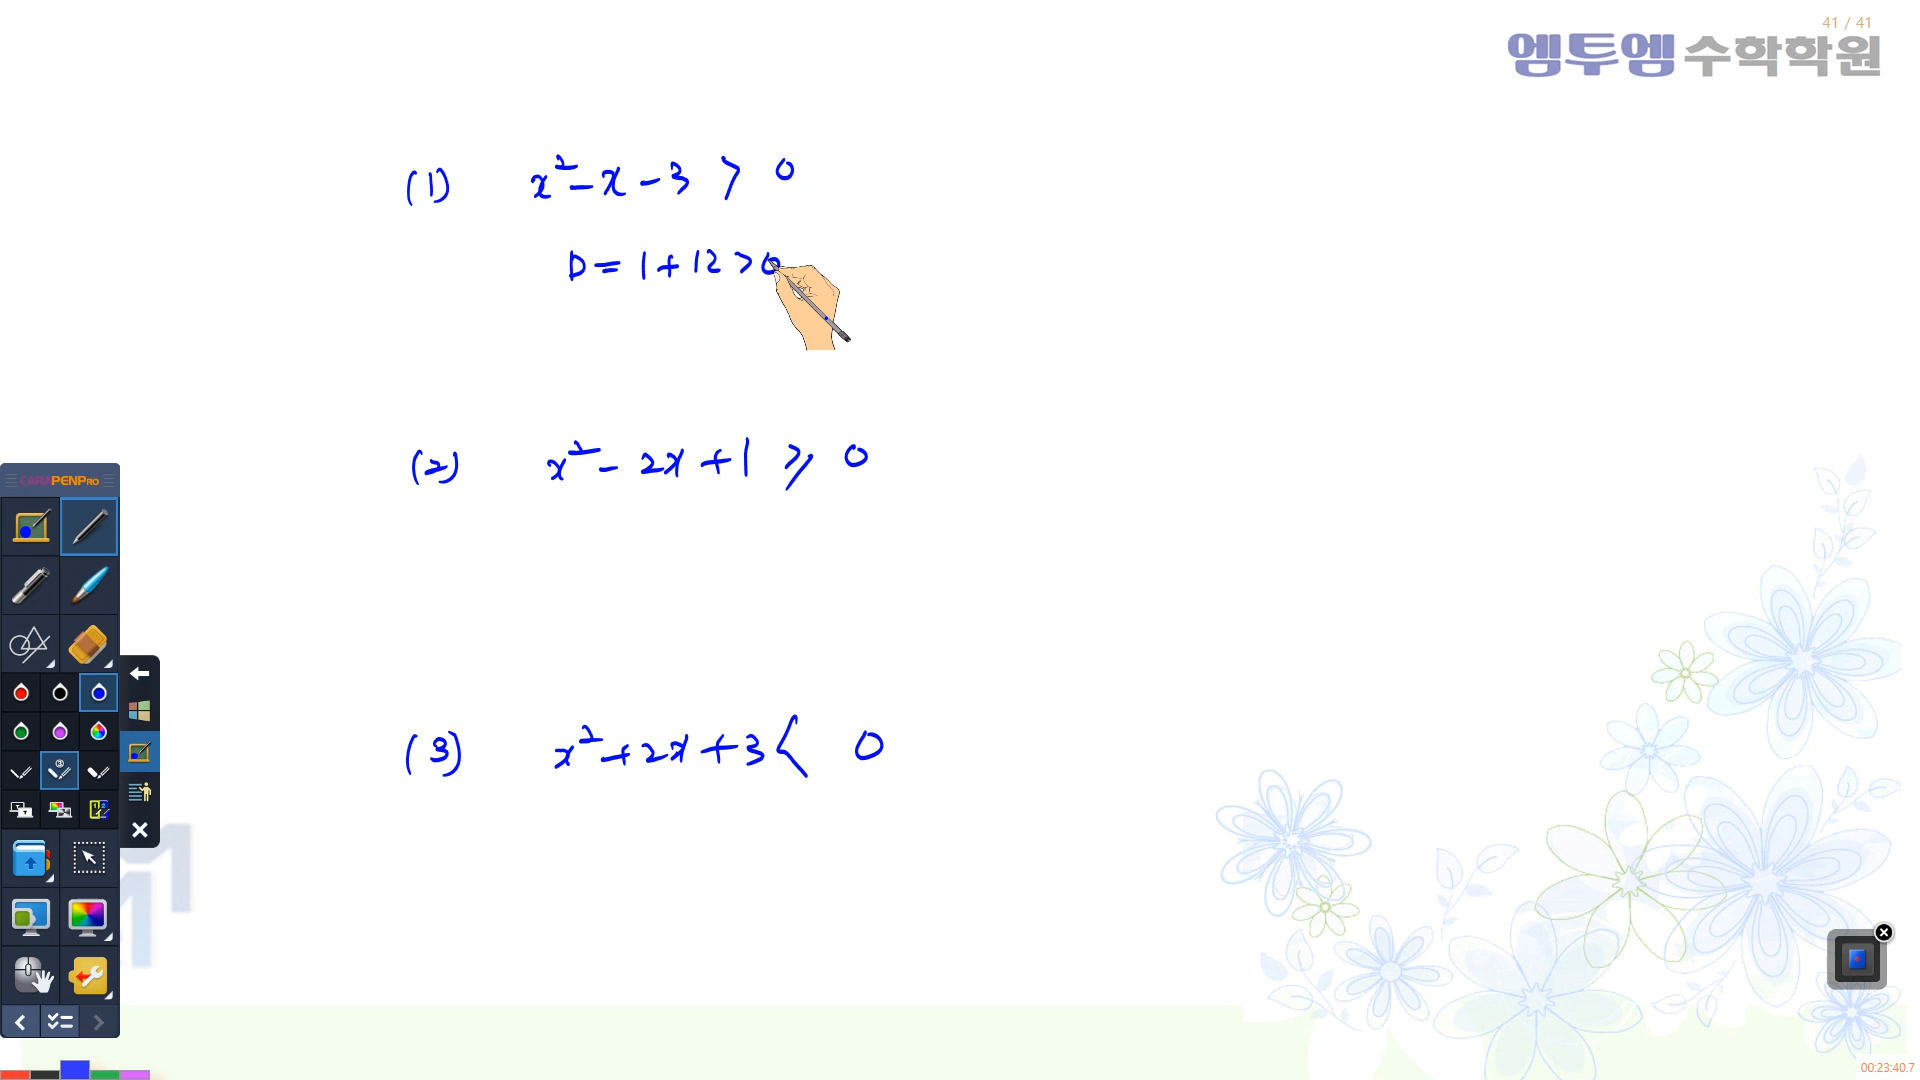 41 / 41
엠투엠 수학학원
(1) x² - x - 3 > 0
D = 1 + 12 > 0
(2) x² - 2x + 1 ≥ 0
CARAPENPRO
(3) x² + 2x + 3 < 0
00:23:40.7